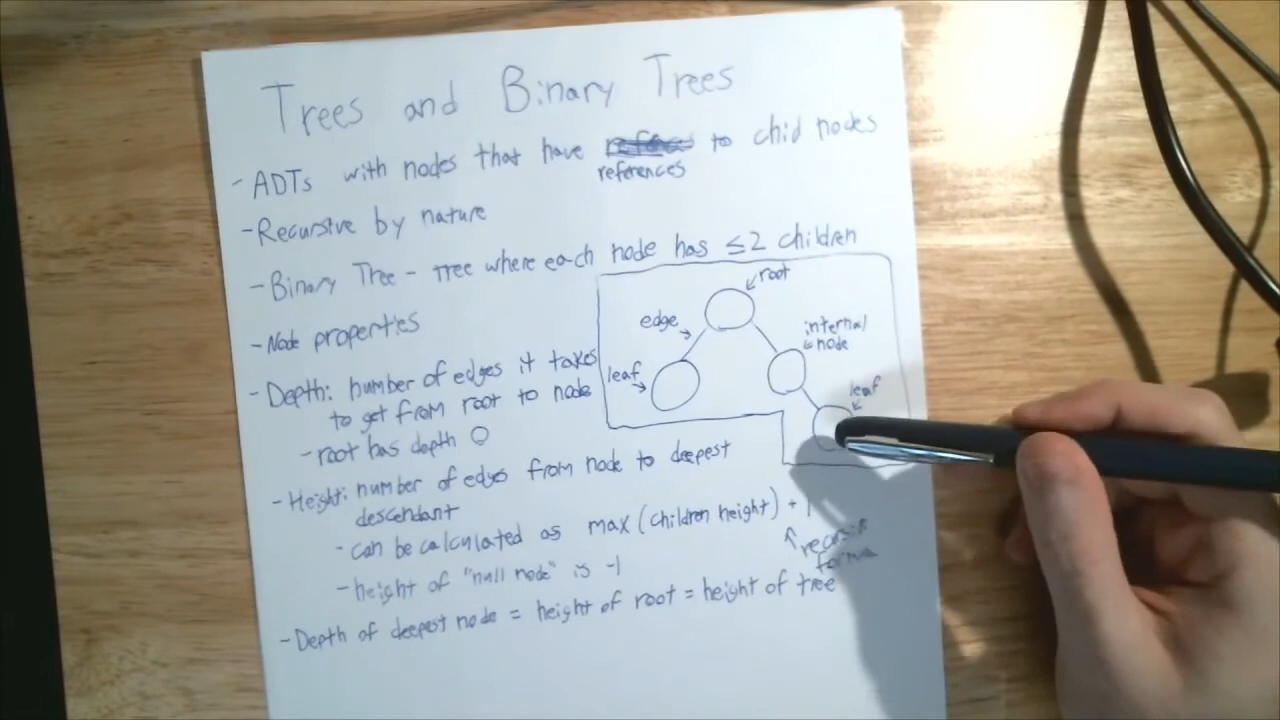 Trees and Binary Trees
- ADTs with nodes that have references to chid nodes
- Recursive by nature
- Binary Tree - Tree where each node has ≤2 children
root
edge
internal
node
leaf
leaf
- Node properties
- Depth: number of edges it takes
to get from root to node
- root has depth 0
- Height: number of edges from node to deepest
descendant
- can be calculated as max (children height) + 1
- height of "null node" is -1
- Depth of deepest node = height of root = height of tree